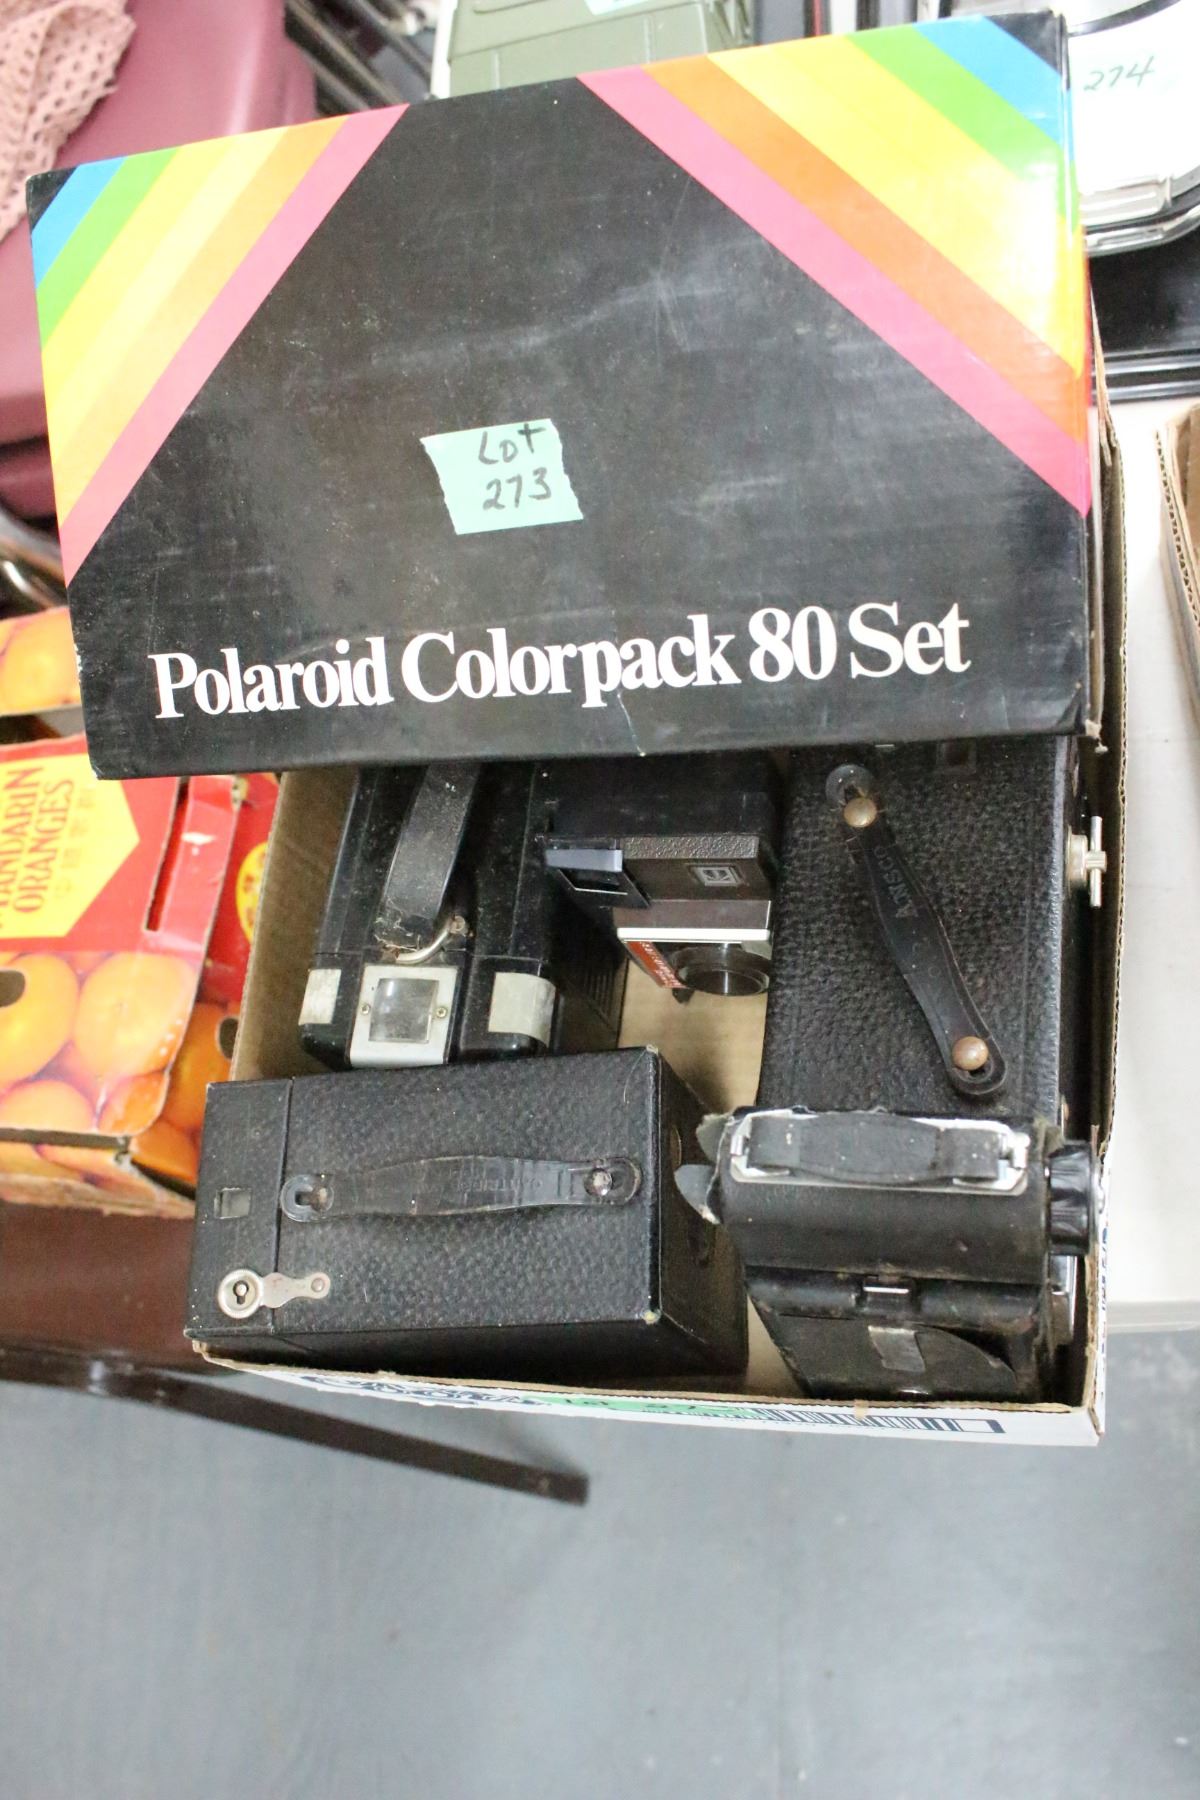 274
Lot
273
Polaroid Colorpack 80 Set
MANDARIN
ORANGES
ANSCO